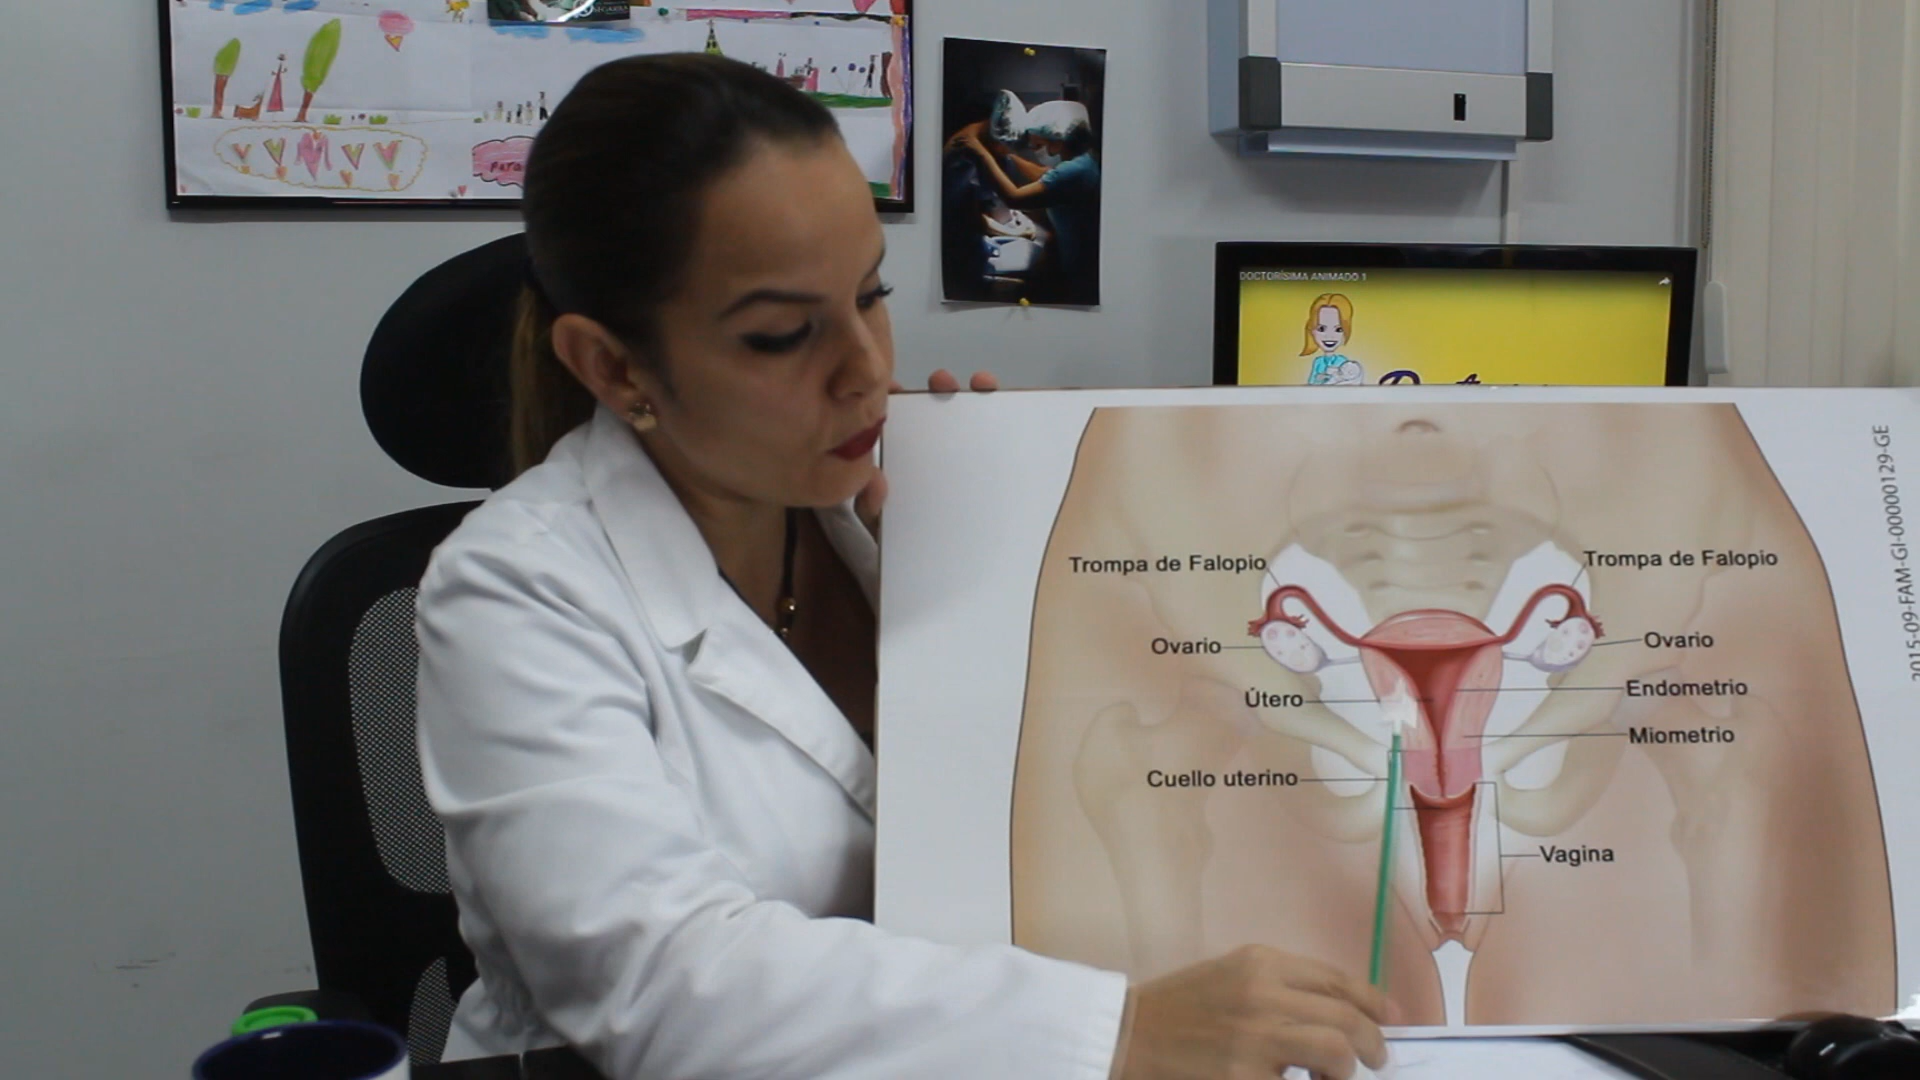 para
DOCTORÍSIMA ANIMADO 1
2015-09-FAM-GI-00000129-GE
Trompa de Falopio
Trompa de Falopio
Ovario
Ovario
Útero
Endometrio
Miometrio
Cuello uterino
Vagina